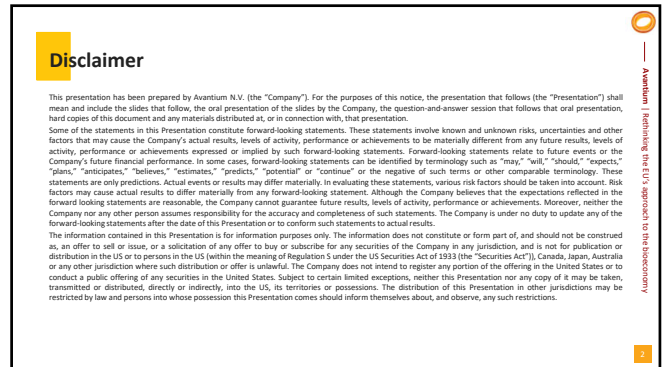 Disclaimer
This presentation has been prepared by Avantium N.V. (the “Company”). For the purposes of this notice, the presentation that follows (the “Presentation”) shall
mean and include the slides that follow, the oral presentation of the slides by the Company, the question-and-answer session that follows that oral presentation,
hard copies of this document and any materials distributed at, or in connection with, that presentation.
Some of the statements in this Presentation constitute forward-looking statements. These statements involve known and unknown risks, uncertainties and other
factors that may cause the Company’s actual results, levels of activity, performance or achievements to be materially different from any future results, levels of
activity, performance or achievements expressed or implied by such forward-looking statements. Forward-looking statements relate to future events or the
Company’s future financial performance. In some cases, forward-looking statements can be identified by terminology such as “may,” “will,” “should,” “expects,”
“plans,” “anticipates,” “believes,” “estimates,” “predicts,” “potential” or “continue” or the negative of such terms or other comparable terminology. These
statements are only predictions. Actual events or results may differ materially. In evaluating these statements, various risk factors should be taken into account. Risk
factors may cause actual results to differ materially from any forward-looking statements. Although the Company believes that the expectations reflected in the
forward looking statements are reasonable, the Company cannot guarantee future results, levels of activity, performance or achievements. Moreover, neither the
Company nor any other person assumes responsibility for the accuracy and completeness of such statements. The Company is under no duty to update any of the
forward-looking statements after the date of this Presentation or to conform such statements to actual results.
The information contained in this Presentation is for information purposes only. The information does not constitute or form part of, and should not be construed
as, an offer to sell or issue, or a solicitation of any offer to buy or subscribe for any securities of the Company in any jurisdiction, and is not for publication or
distribution in the US or to persons in the US (within the meaning of Regulation S under the US Securities Act of 1933 (the “Securities Act”)), Canada, Japan, Australia
or any other jurisdiction where such distribution or offer is unlawful. The Company does not intend to register any portion of the offering in the United States or to
conduct a public offering of any securities in the United States. Subject to certain limited exceptions, neither this Presentation nor any copy of it may be taken,
transmitted or distributed, directly or indirectly, into the US, its territories or possessions. The distribution of this Presentation in other jurisdictions may be
restricted by law and persons into whose possession this Presentation comes should inform themselves about, and observe, any such restrictions.
Avantium | Rethinking the EU’s approach to the bioeconomy
2